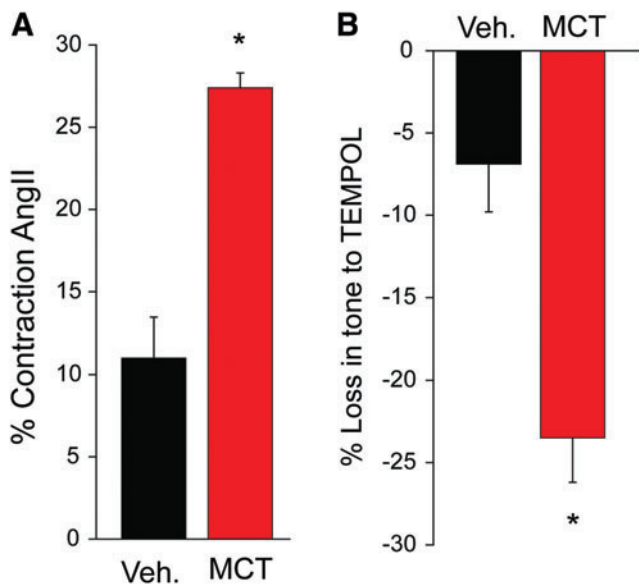 A
% Contraction AngII
30
25
20
15
10
5
0
*
Veh.
MCT
B
Veh.
MCT
% Loss in tone to TEMPOL
0
-5
-10
-15
-20
-25
-30
*